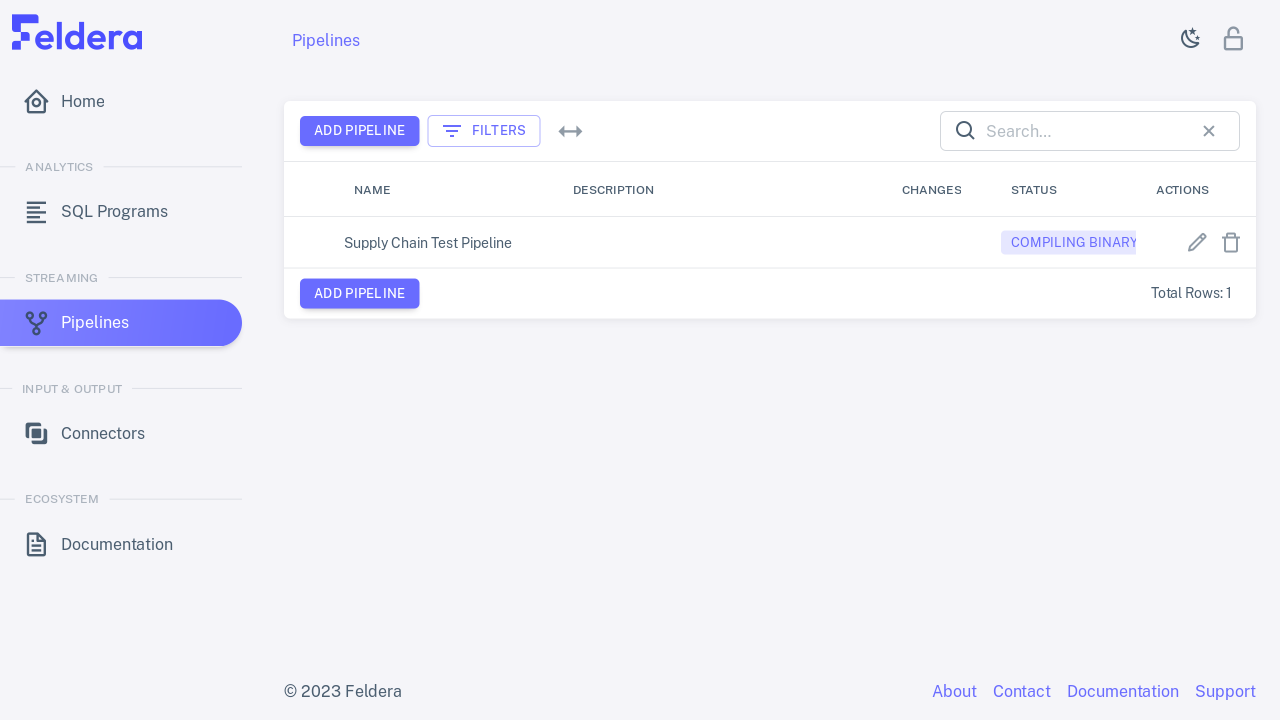 Feldera
Pipelines
Home
ANALYTICS
SQL Programs
STREAMING
Pipelines
INPUT & OUTPUT
Connectors
ECOSYSTEM
Documentation
ADD PIPELINE
FILTERS
Search...
NAME
DESCRIPTION
CHANGES
STATUS
ACTIONS
Supply Chain Test Pipeline
COMPILING BINARY
ADD PIPELINE
Total Rows: 1
© 2023 Feldera
About
Contact
Documentation
Support